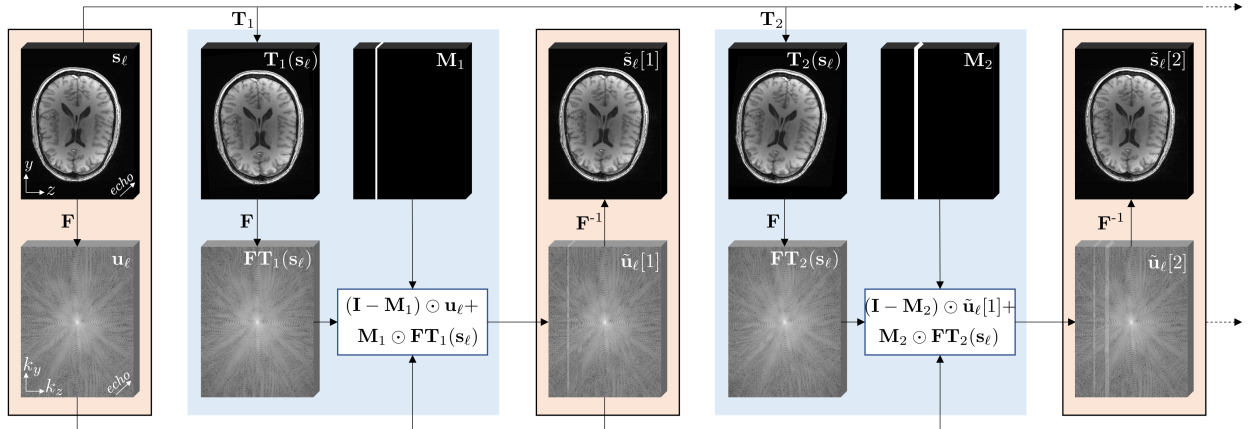 T₁
T₂
s_ℓ
T₁(s_ℓ)
M₁
s̃_ℓ[1]
T₂(s_ℓ)
M₂
s̃_ℓ[2]
y
z
echo
F
F
F⁻¹
F
F⁻¹
u_ℓ
FT₁(s_ℓ)
ũ_ℓ[1]
FT₂(s_ℓ)
ũ_ℓ[2]
(I − M₁) ⊙ u_ℓ+
M₁ ⊙ FT₁(s_ℓ)
(I − M₂) ⊙ ũ_ℓ[1]+
M₂ ⊙ FT₂(s_ℓ)
k_y
k_z
echo